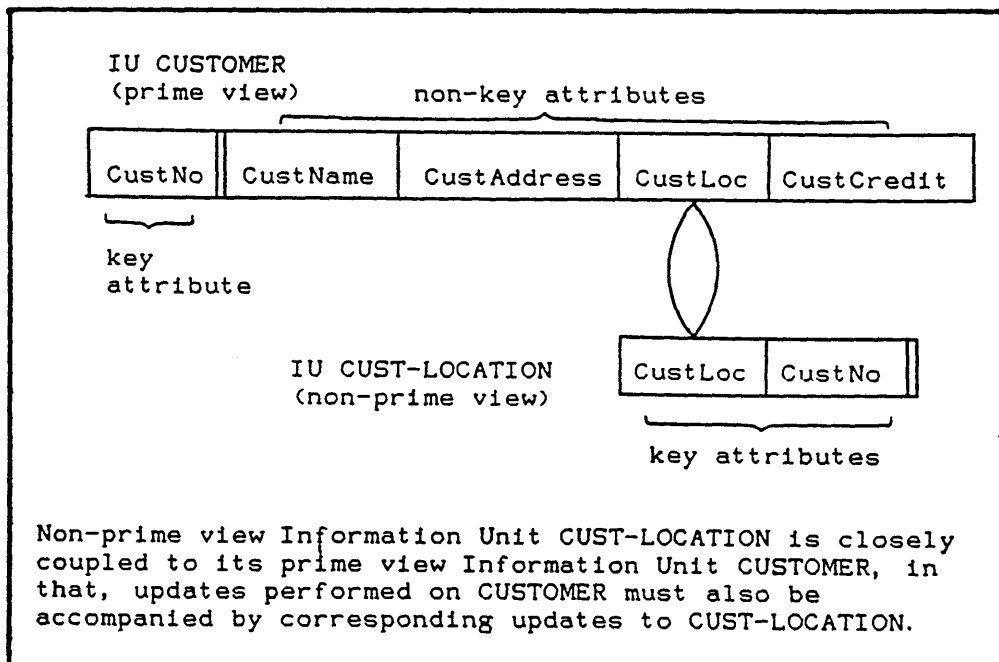 IU CUSTOMER
(prime view)
non-key attributes
CustNo CustName CustAddress CustLoc CustCredit
key
attribute
IU CUST-LOCATION
(non-prime view)
CustLoc CustNo
key attributes
Non-prime view Information Unit CUST-LOCATION is closely
coupled to its prime view Information Unit CUSTOMER, in
that, updates performed on CUSTOMER must also be
accompanied by corresponding updates to CUST-LOCATION.